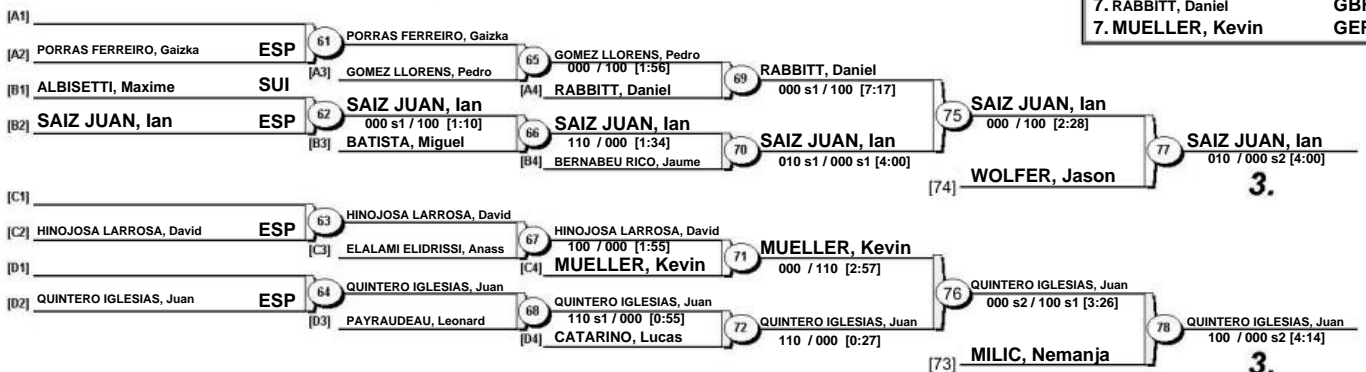 7. RABBITT, Daniel
7. MUELLER, Kevin
[A1]
[A2] PORRAS FERREIRO, Gaizka ESP
61 PORRAS FERREIRO, Gaizka
[A3] GOMEZ LLORENS, Pedro
65 GOMEZ LLORENS, Pedro
000 / 100 [1:56]
[A4] RABBITT, Daniel
69 RABBITT, Daniel
000 s1 / 100 [7:17]
[B1] ALBISETTI, Maxime SUI
[B2] SAIZ JUAN, Ian ESP
62 SAIZ JUAN, Ian
000 s1 / 100 [1:10]
[B3] BATISTA, Miguel
66 SAIZ JUAN, Ian
110 / 000 [1:34]
[B4] BERNABEU RICO, Jaume
70 SAIZ JUAN, Ian
010 s1 / 000 s1 [4:00]
75 SAIZ JUAN, Ian
000 / 100 [2:28]
[74] WOLFER, Jason
77 SAIZ JUAN, Ian
010 / 000 s2 [4:00]
3.
[C1]
[C2] HINOJOSA LARROSA, David ESP
63 HINOJOSA LARROSA, David
[C3] ELALAMI ELIDRISSI, Anass
67 HINOJOSA LARROSA, David
100 / 000 [1:55]
[C4] MUELLER, Kevin
71 MUELLER, Kevin
000 / 110 [2:57]
[D1]
[D2] QUINTERO IGLESIAS, Juan ESP
64 QUINTERO IGLESIAS, Juan
[D3] PAYRAUDEAU, Leonard
68 QUINTERO IGLESIAS, Juan
110 s1 / 000 [0:55]
[D4] CATARINO, Lucas
72 QUINTERO IGLESIAS, Juan
110 / 000 [0:27]
76 QUINTERO IGLESIAS, Juan
000 s2 / 100 s1 [3:26]
[73] MILIC, Nemanja
78 QUINTERO IGLESIAS, Juan
100 / 000 s2 [4:14]
3.